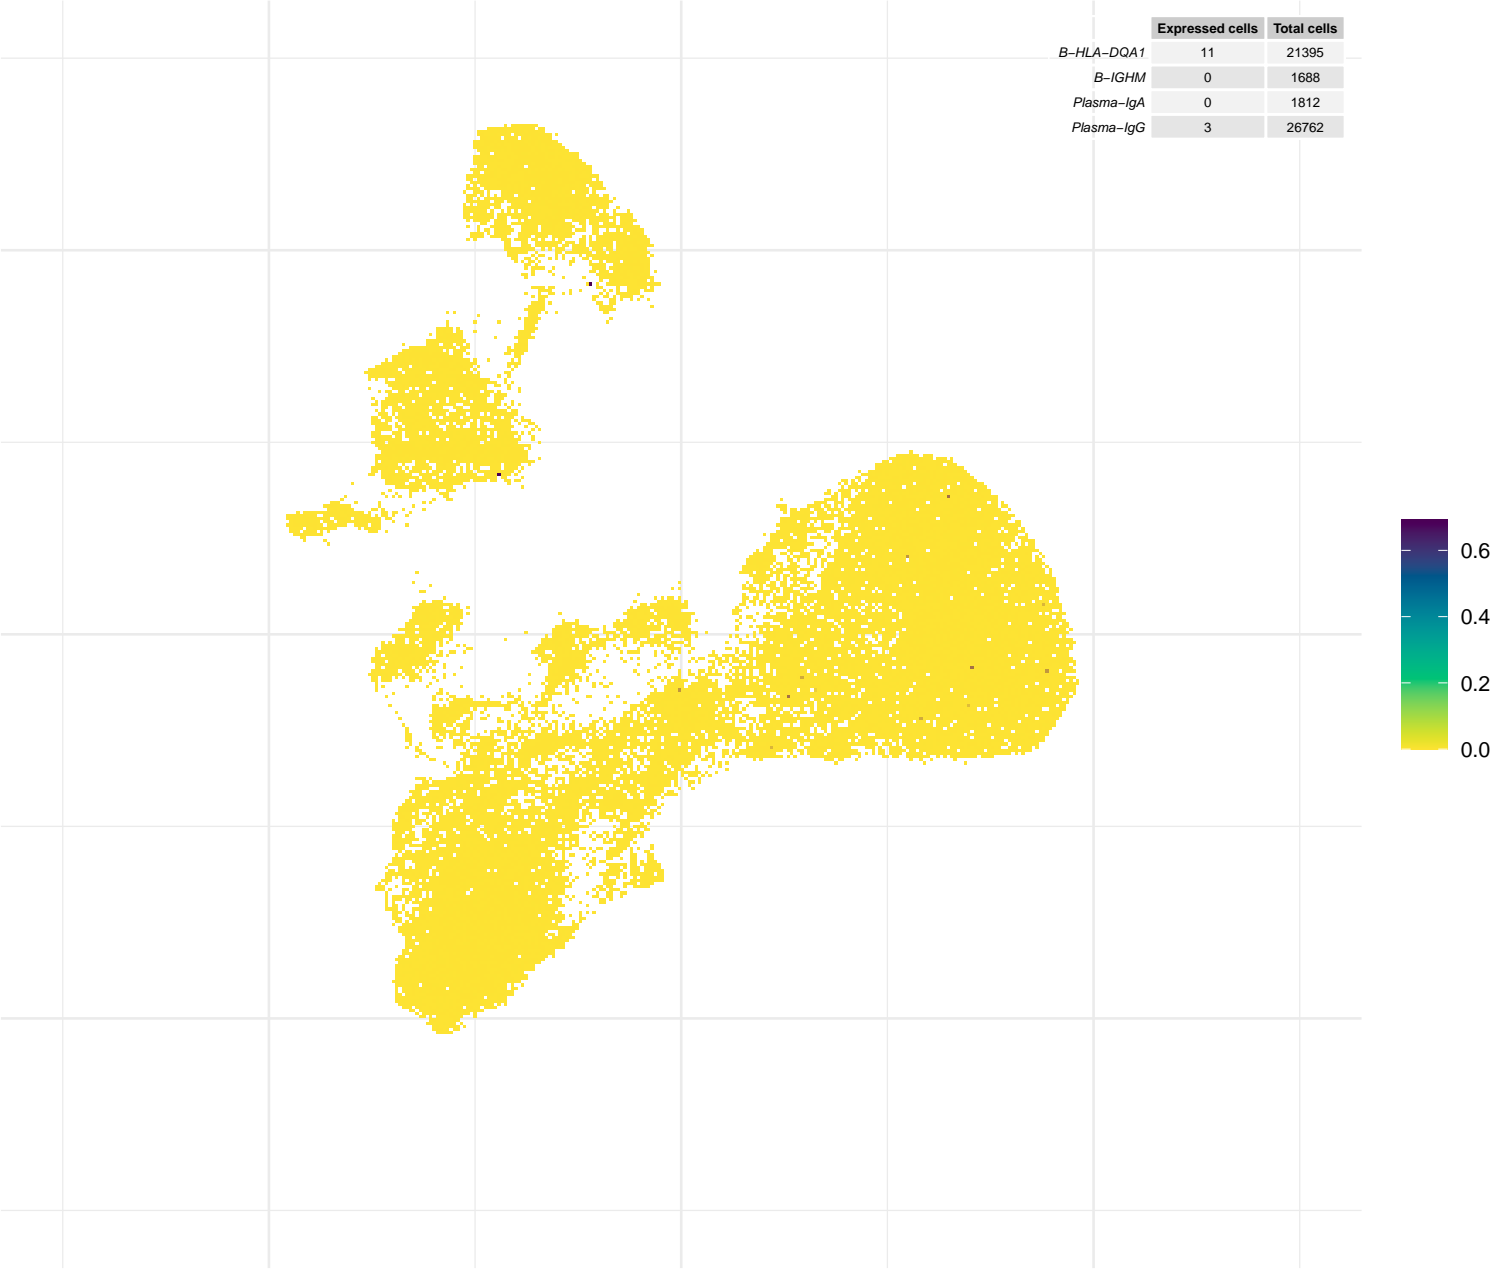 Expressed cells Total cells
B−HLA−DQA1 11 21395
B−IGHM 0 1688
Plasma−IgA 0 1812
Plasma−IgG 3 26762
0.6
0.4
0.2
0.0